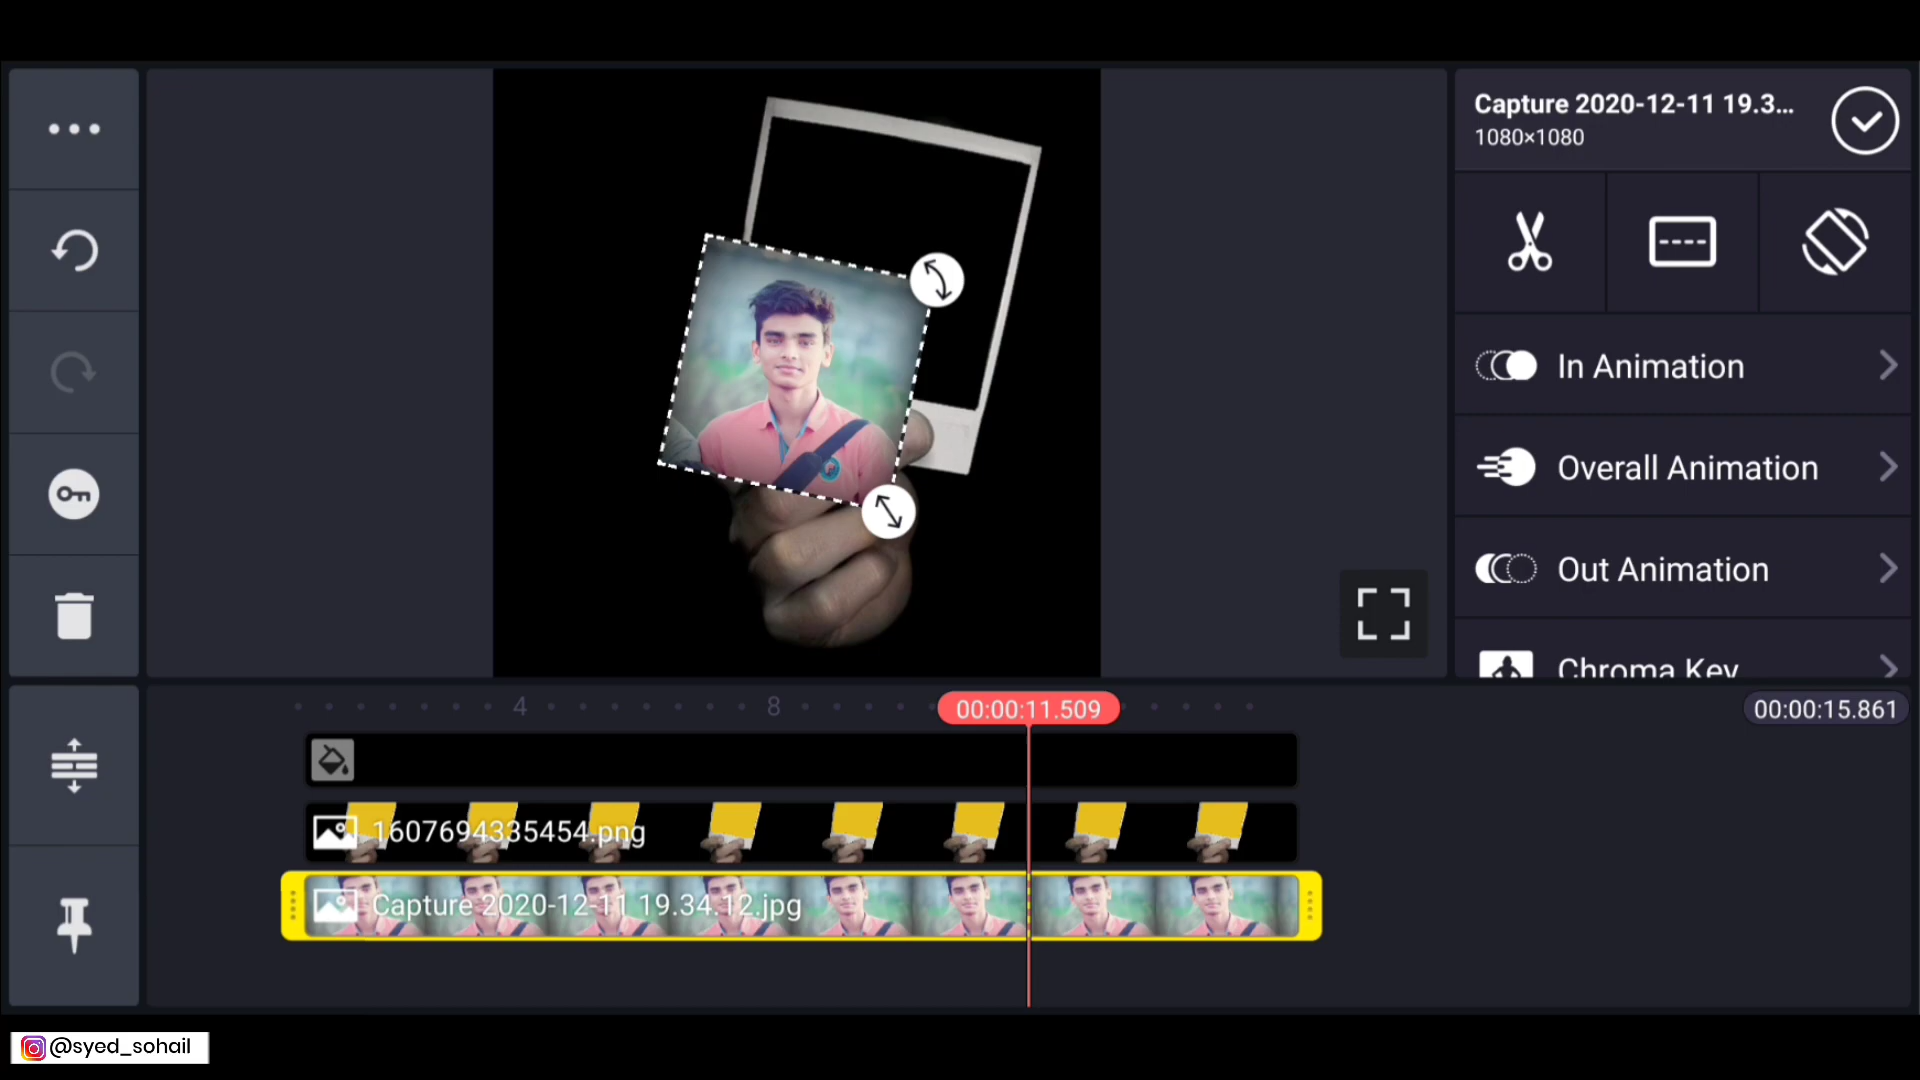 Capture 2020-12-11 19.3...
1080×1080
In Animation
Overall Animation
Out Animation
Chroma Key
4
8
00:00:11.509
00:00:15.861
1607694335454.png
Capture 2020-12-11 19.34.12.jpg
@syed_sohail